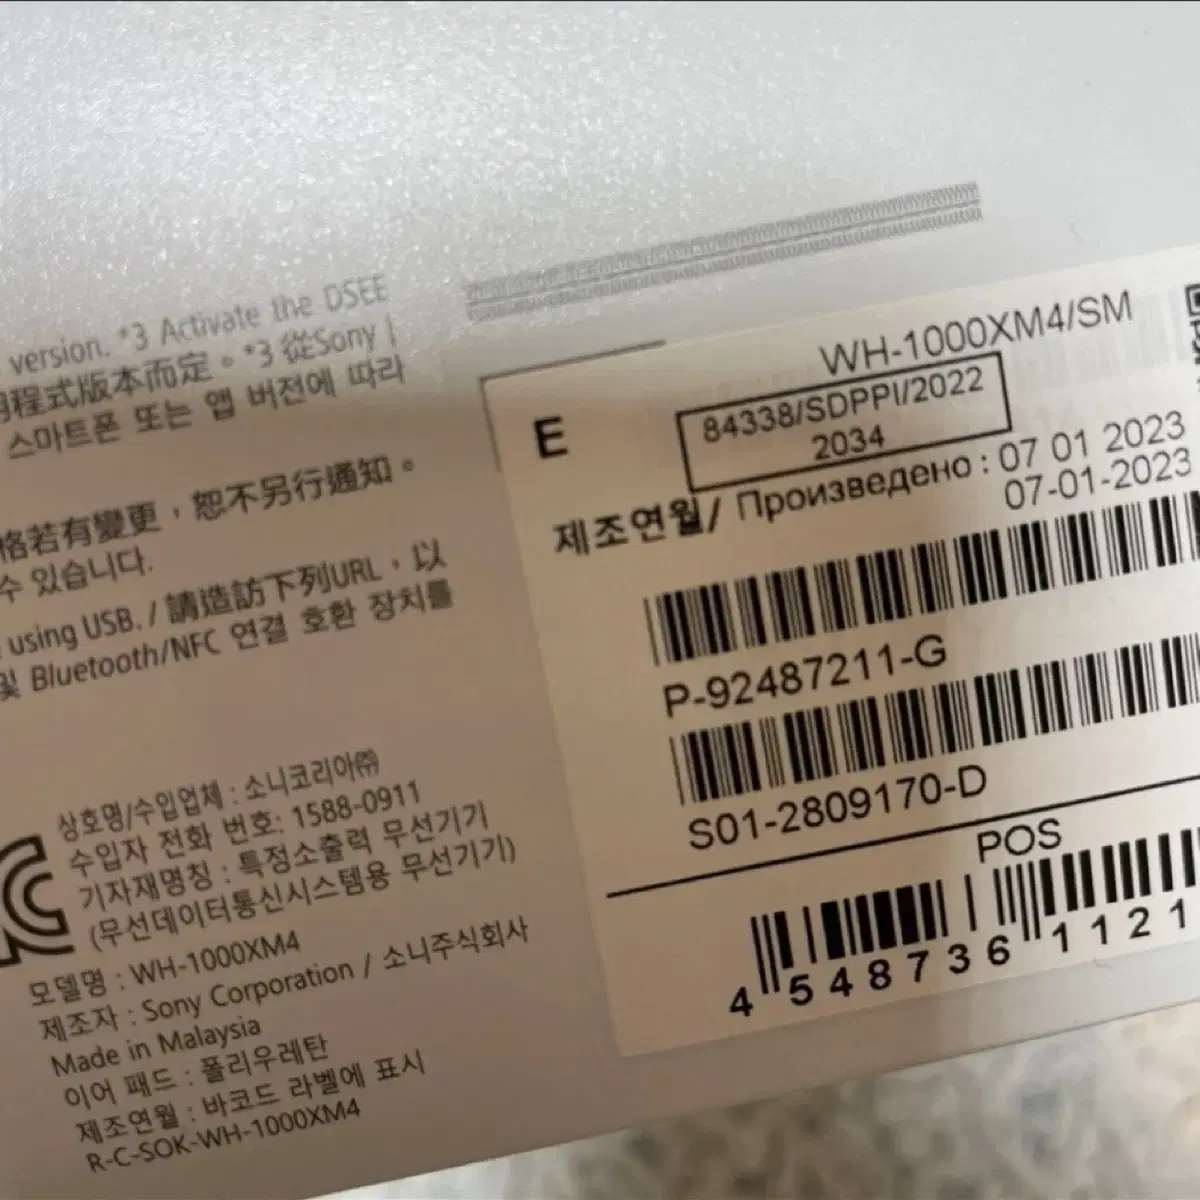 version. *3 Activate the DSEE
用程式版本而定。*3 從Sony |
스마트폰 또는 앱 버전에 따라
格若有變更，恕不另行通知。
수 있습니다.
using USB. / 請造訪下列URL，以
및 Bluetooth/NFC 연결 호환 장치를
상호명/수입업체 : 소니코리아㈜
수입자 전화 번호: 1588-0911
기자재명칭 : 특정소출력 무선기기
(무선데이터통신시스템용 무선기기)
모델명 : WH-1000XM4
제조자 : Sony Corporation / 소니주식회사
Made in Malaysia
이어 패드 : 폴리우레탄
제조연월 : 바코드 라벨에 표시
R-C-SOK-WH-1000XM4
WH-1000XM4/SM
E
84338/SDPPI/2022
2034
제조연월/ Произведено : 07 01 2023
07-01-2023
P-92487211-G
S01-2809170-D
POS
4 548736 1121